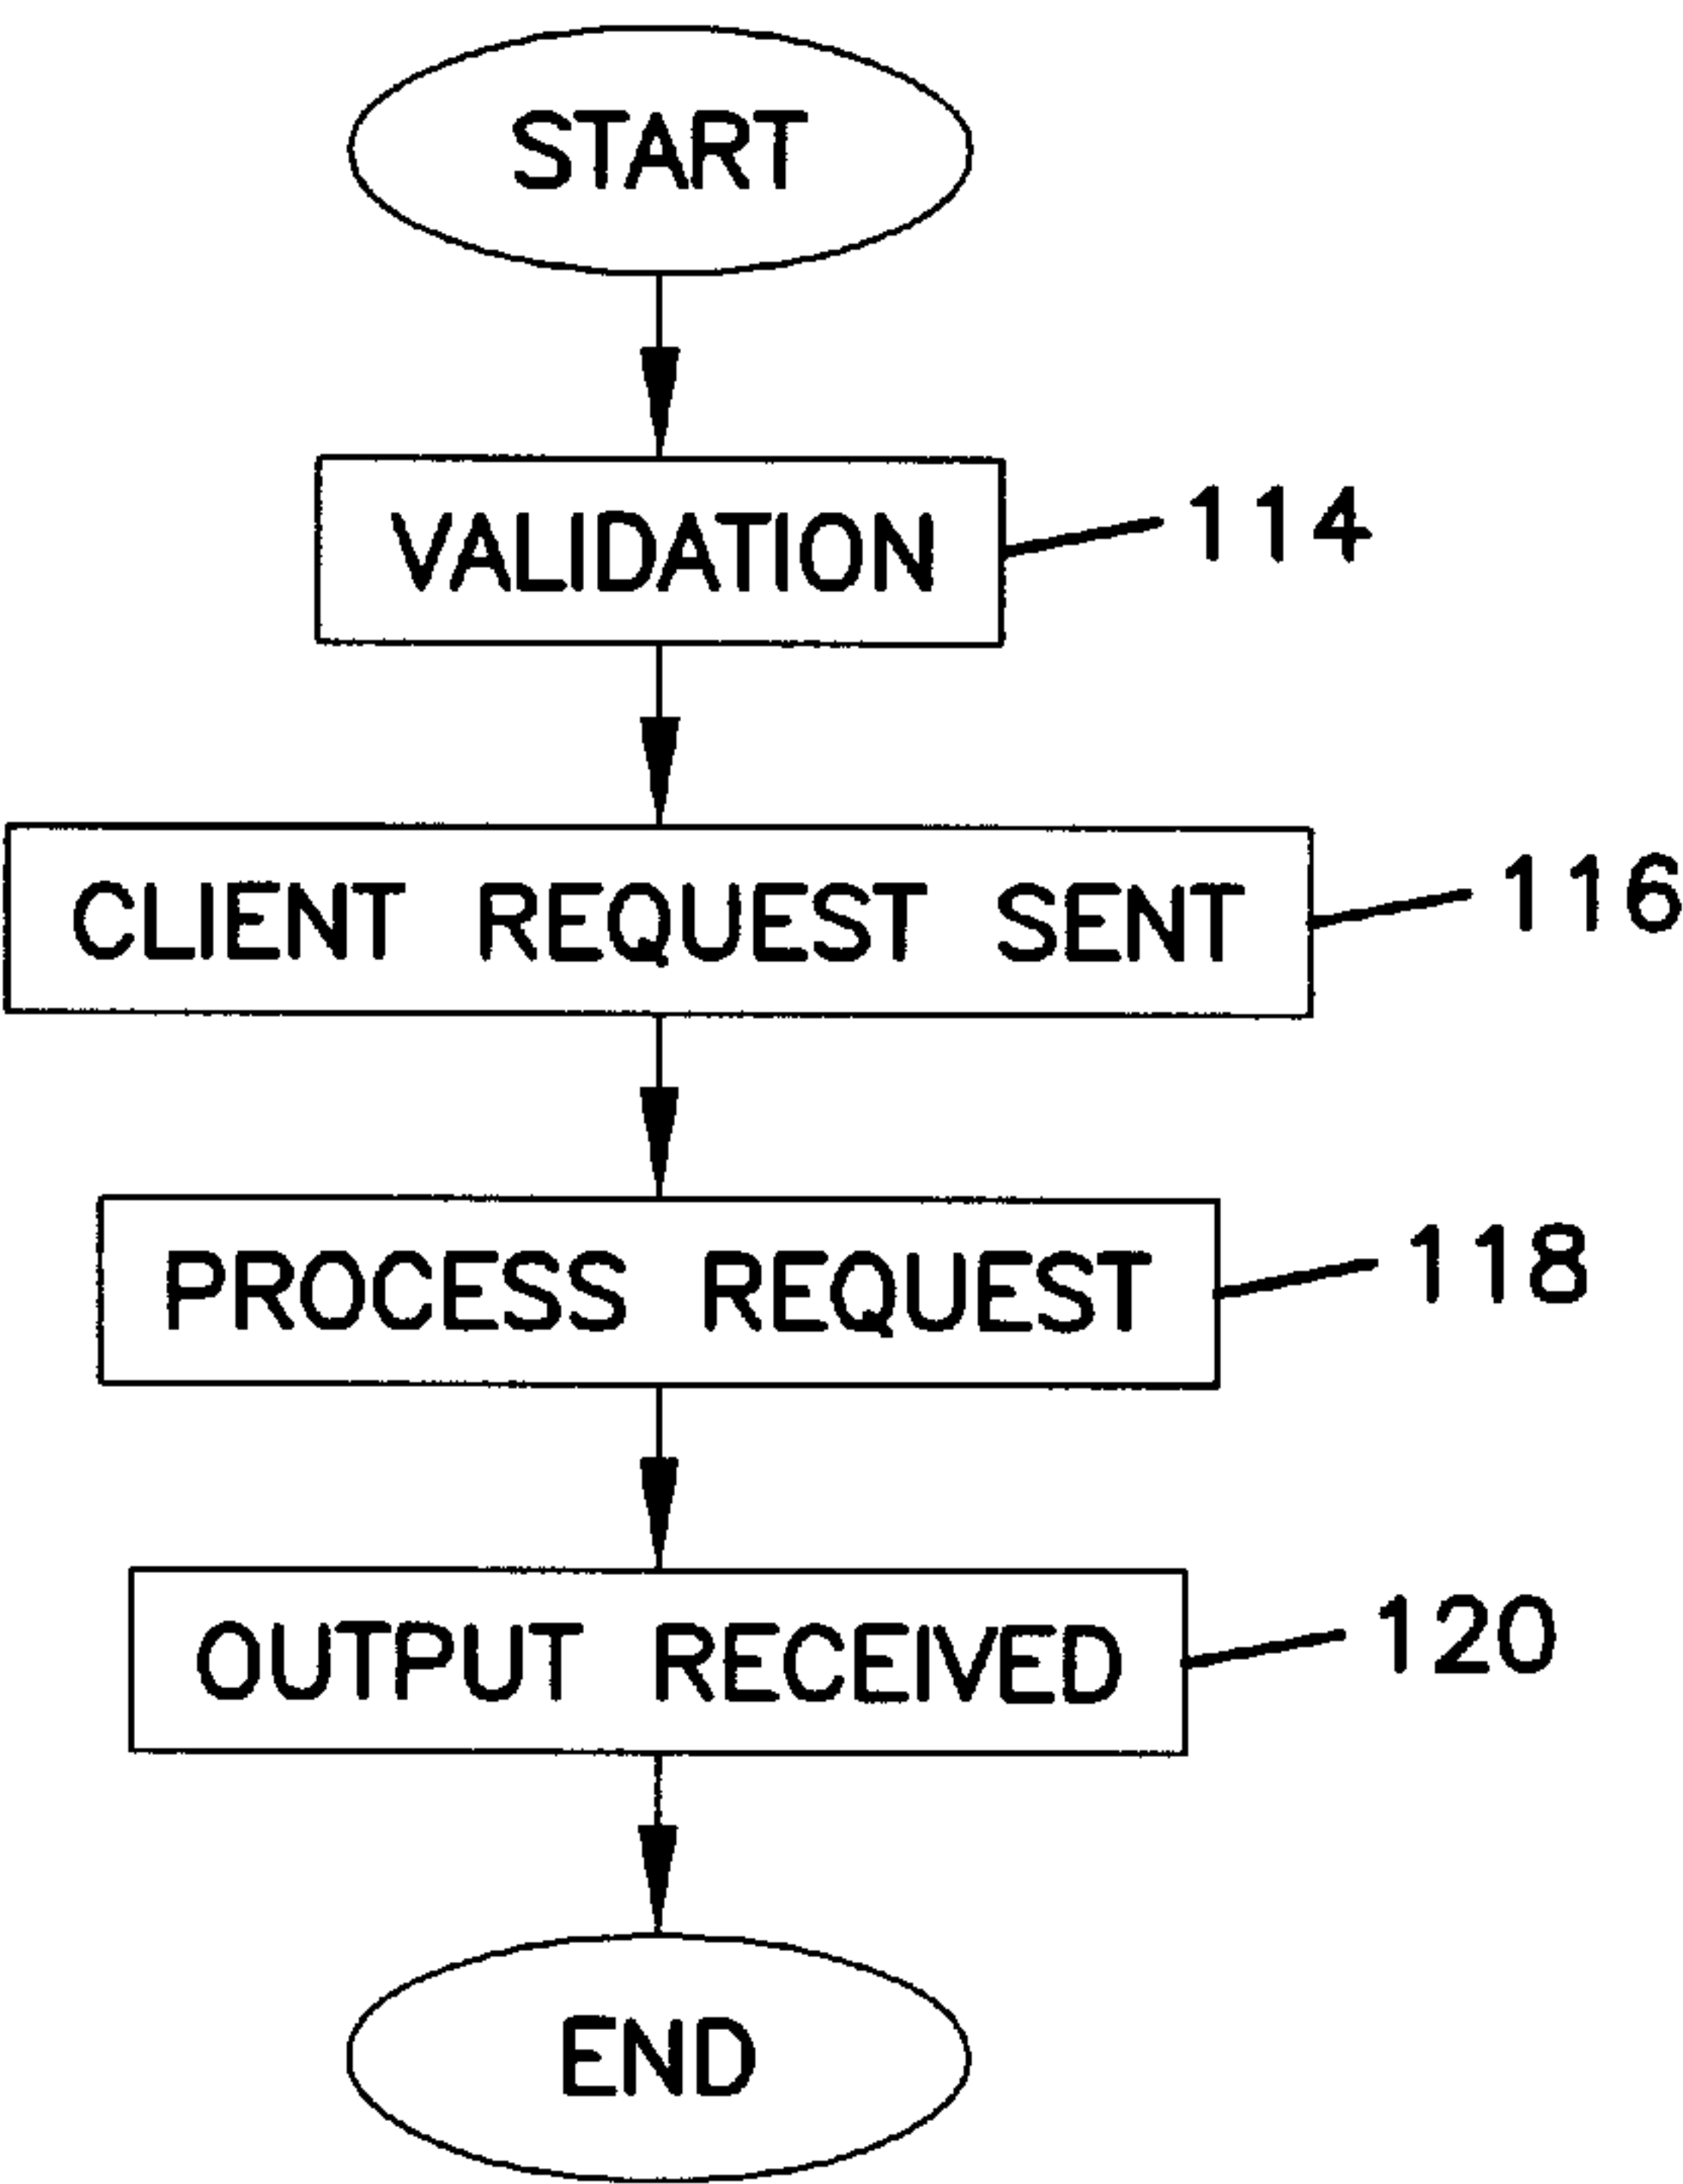 START
VALIDATION 114
CLIENT REQUEST SENT 116
PROCESS REQUEST 118
OUTPUT RECEIVED 120
END